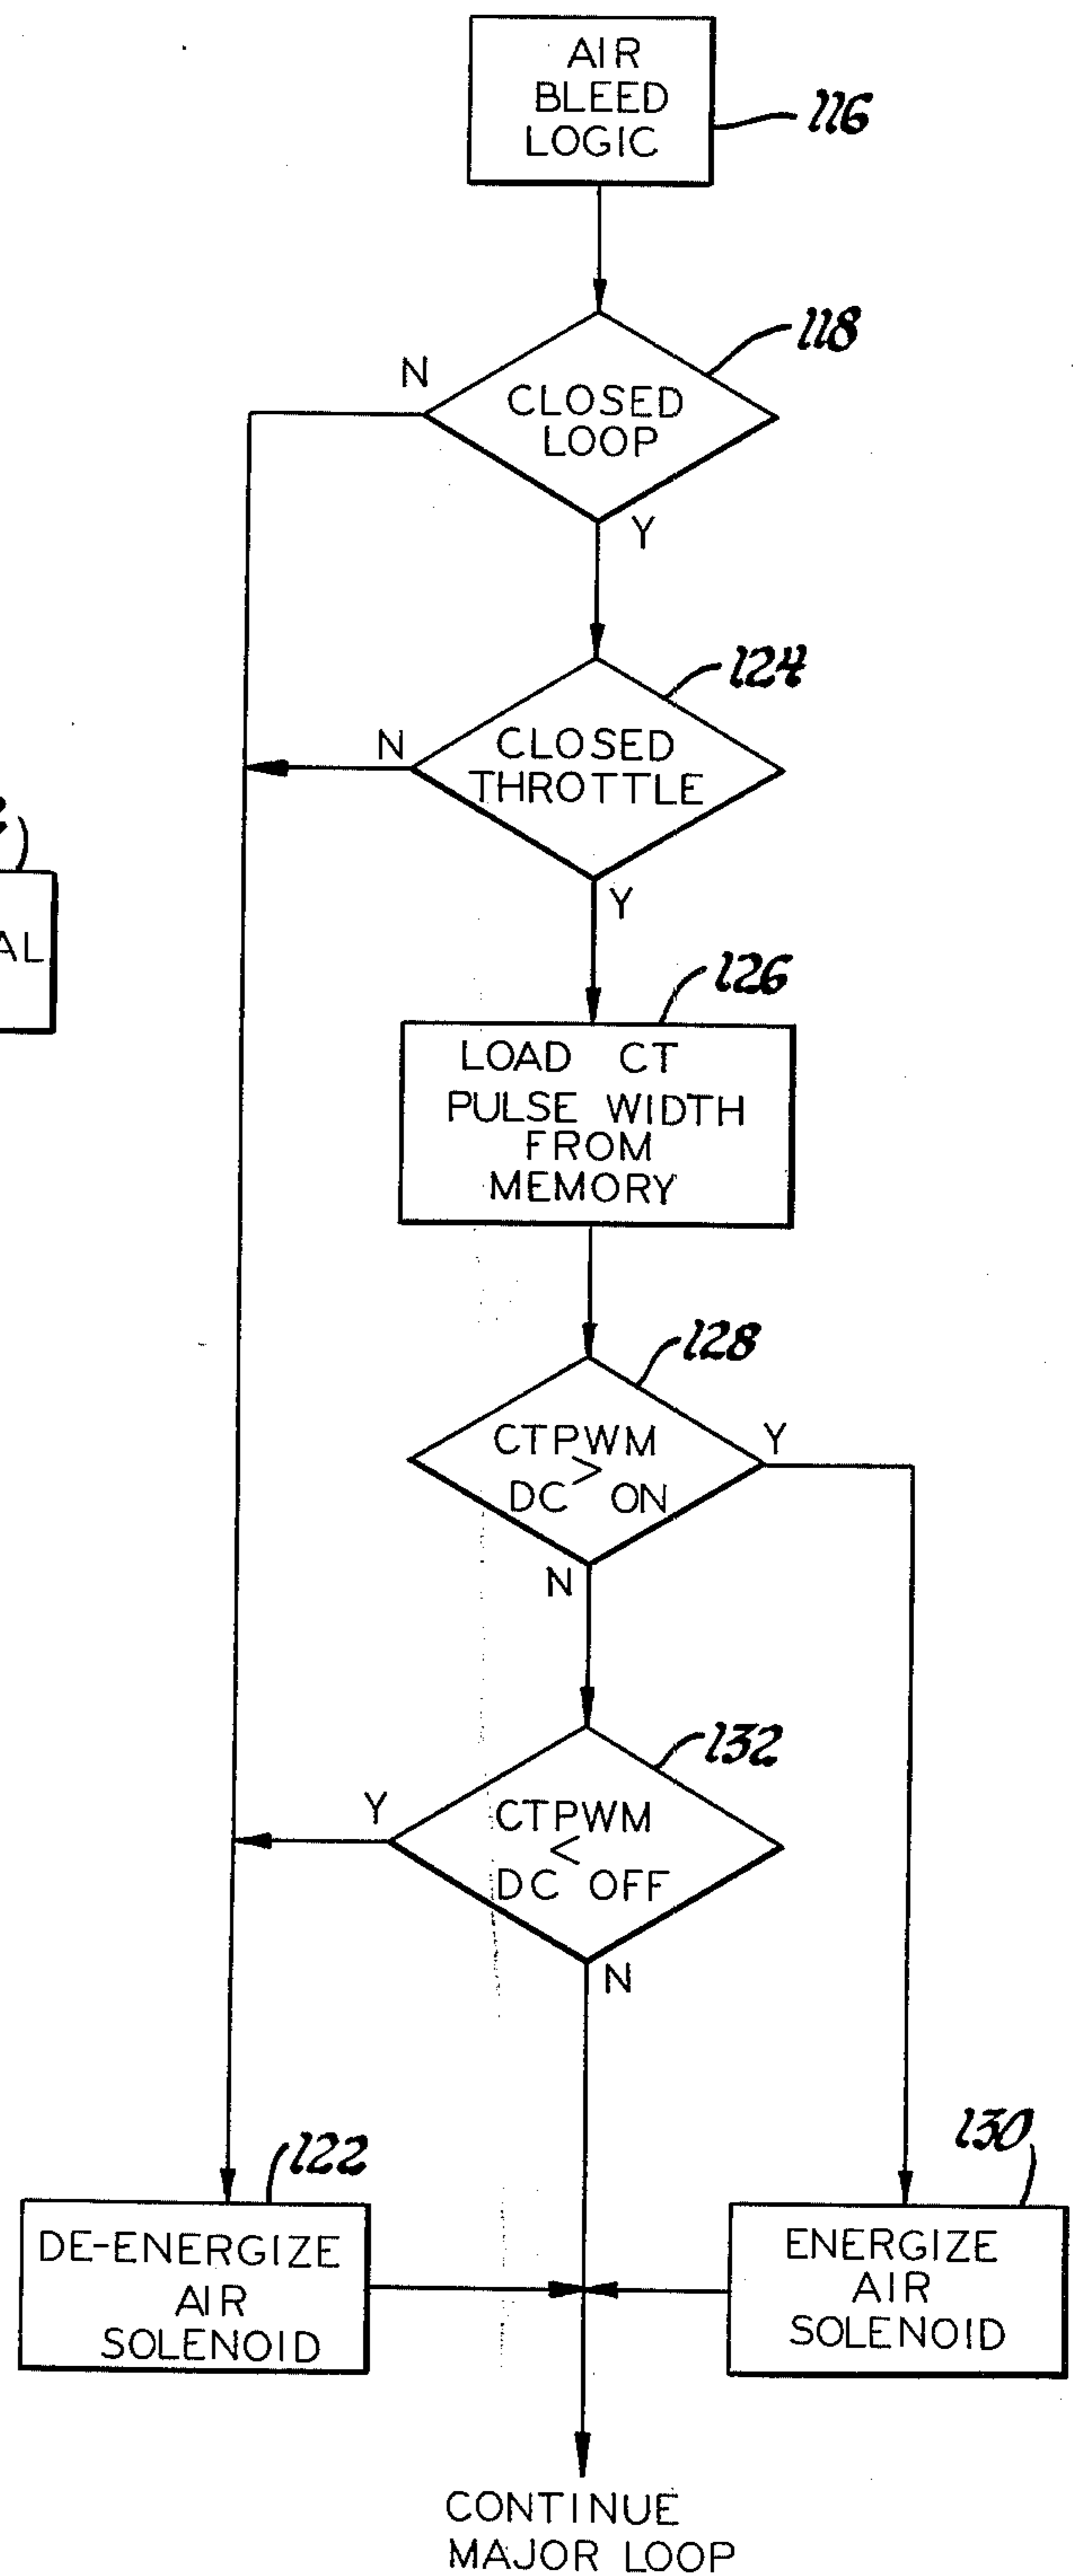 AIR
BLEED
LOGIC
116
118
N
CLOSED
LOOP
Y
124
N
CLOSED
THROTTLE
Y
AL
126
LOAD CT
PULSE WIDTH
FROM
MEMORY
128
CTPWM
>
DC ON
Y
N
132
Y
CTPWM
<
DC OFF
N
122
DE-ENERGIZE
AIR
SOLENOID
130
ENERGIZE
AIR
SOLENOID
CONTINUE
MAJOR LOOP